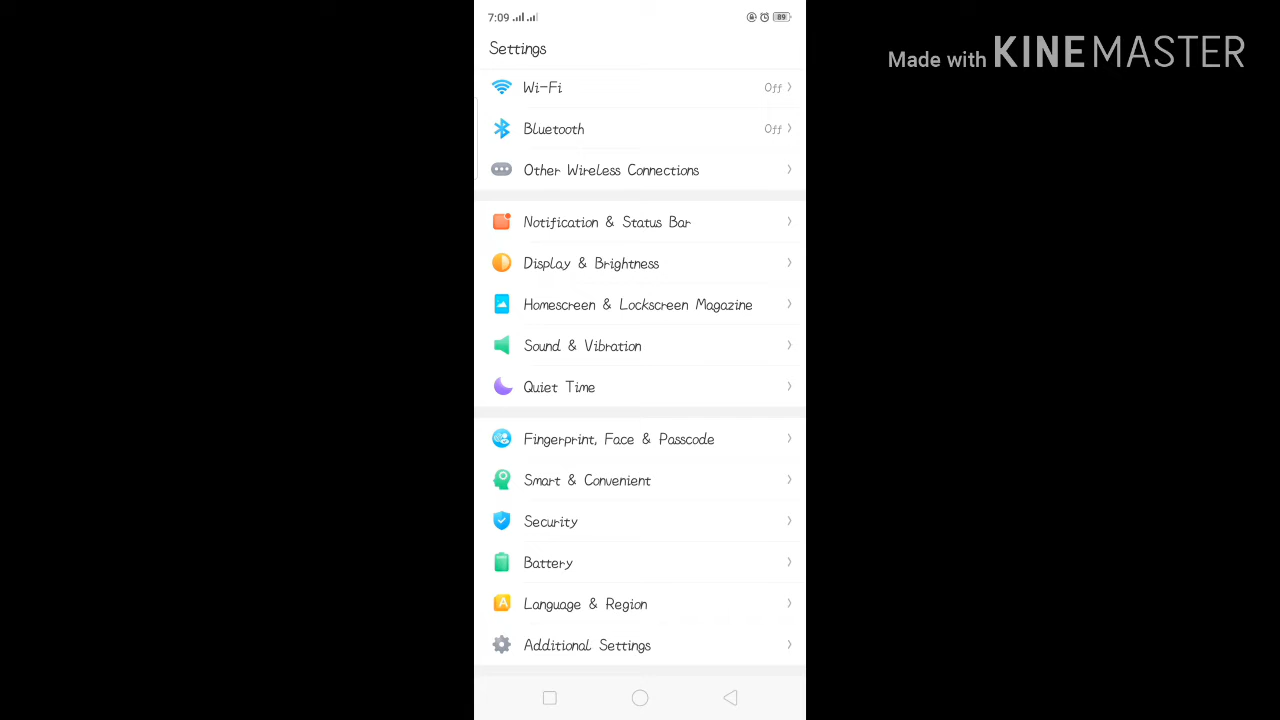 7:09
89
Made with KINEMASTER
Settings
Wi-Fi Off
Bluetooth Off
Other Wireless Connections
Notification & Status Bar
Display & Brightness
Homescreen & Lockscreen Magazine
Sound & Vibration
Quiet Time
Fingerprint, Face & Passcode
Smart & Convenient
Security
Battery
A Language & Region
Additional Settings